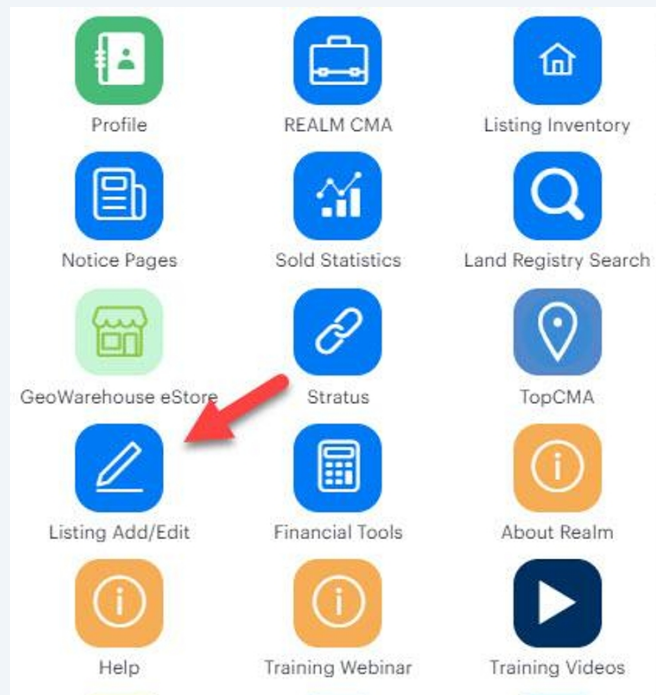 Profile
REALM CMA
Listing Inventory
Notice Pages
Sold Statistics
Land Registry Search
GeoWarehouse eStore
Stratus
TopCMA
Listing Add/Edit
Financial Tools
About Realm
Help
Training Webinar
Training Videos